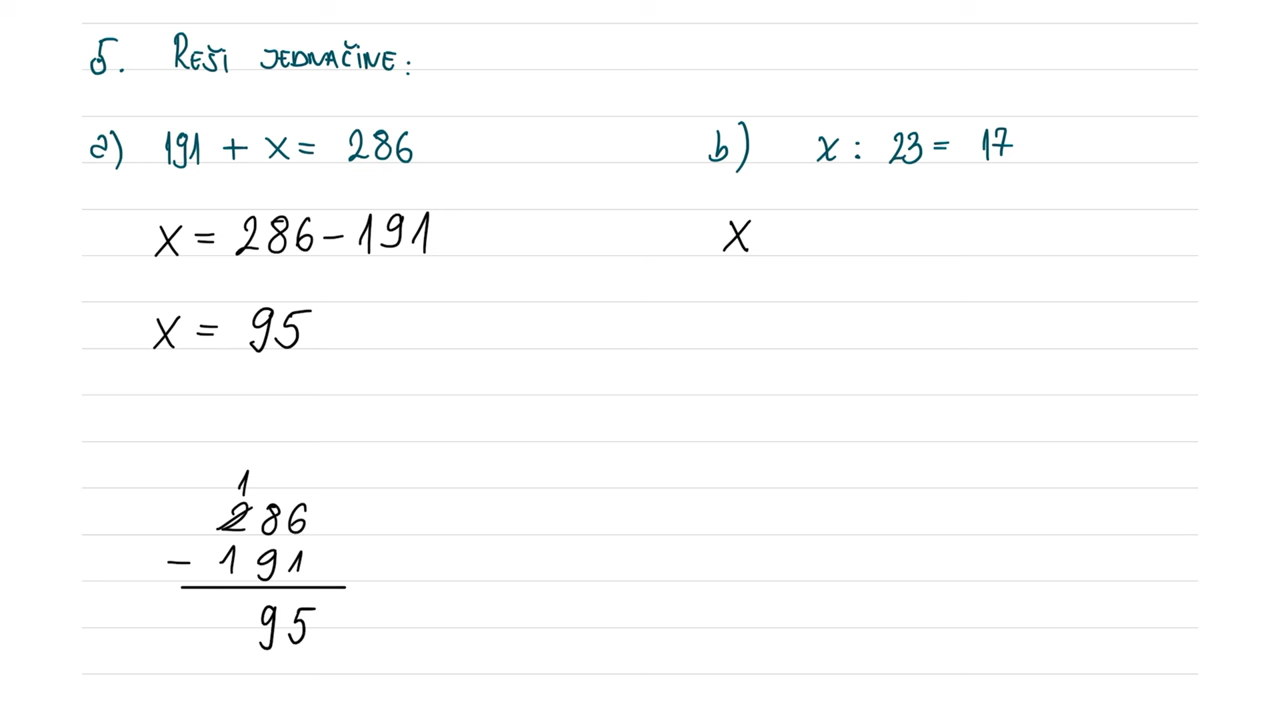 5. REŠI JEDNAČINE:
a) 191 + x = 286
b) x : 23 = 17
x = 286 - 191
x
x = 95
1
286
- 191
95